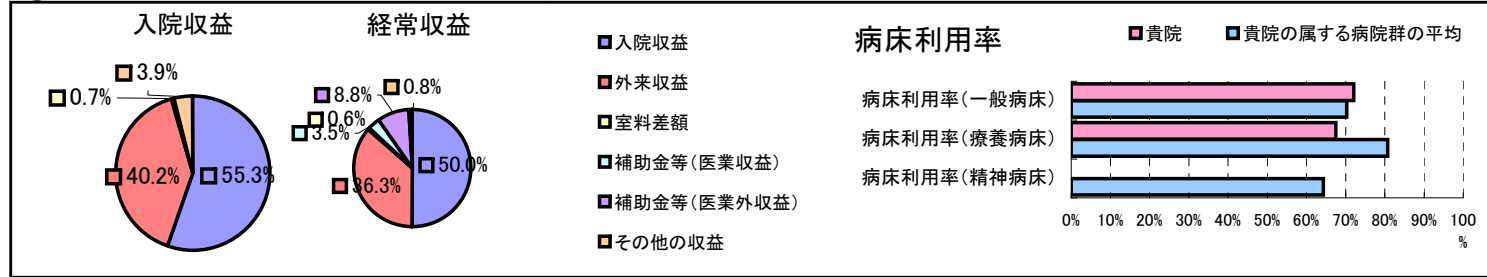 入院収益
3.9%
0.7%
40.2%
55.3%
経常収益
0.8%
8.8%
0.6%
3.5%
36.3%
50.0%
入院収益
外来収益
室料差額
補助金等(医業収益)
補助金等(医業外収益)
その他の収益
病床利用率
貴院
貴院の属する病院群の平均
病床利用率(一般病床)
病床利用率(療養病床)
病床利用率(精神病床)
0% 10% 20% 30% 40% 50% 60% 70% 80% 90% 100
%